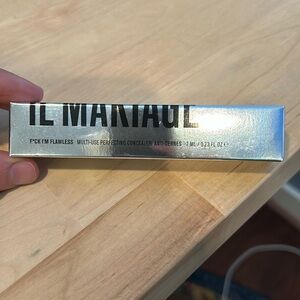 IL MAKIAGE
F*CK I'M FLAWLESS MULTI-USE PERFECTING CONCEALER/ANTI-CERNES 7 ML / 0.23 FL OZ e